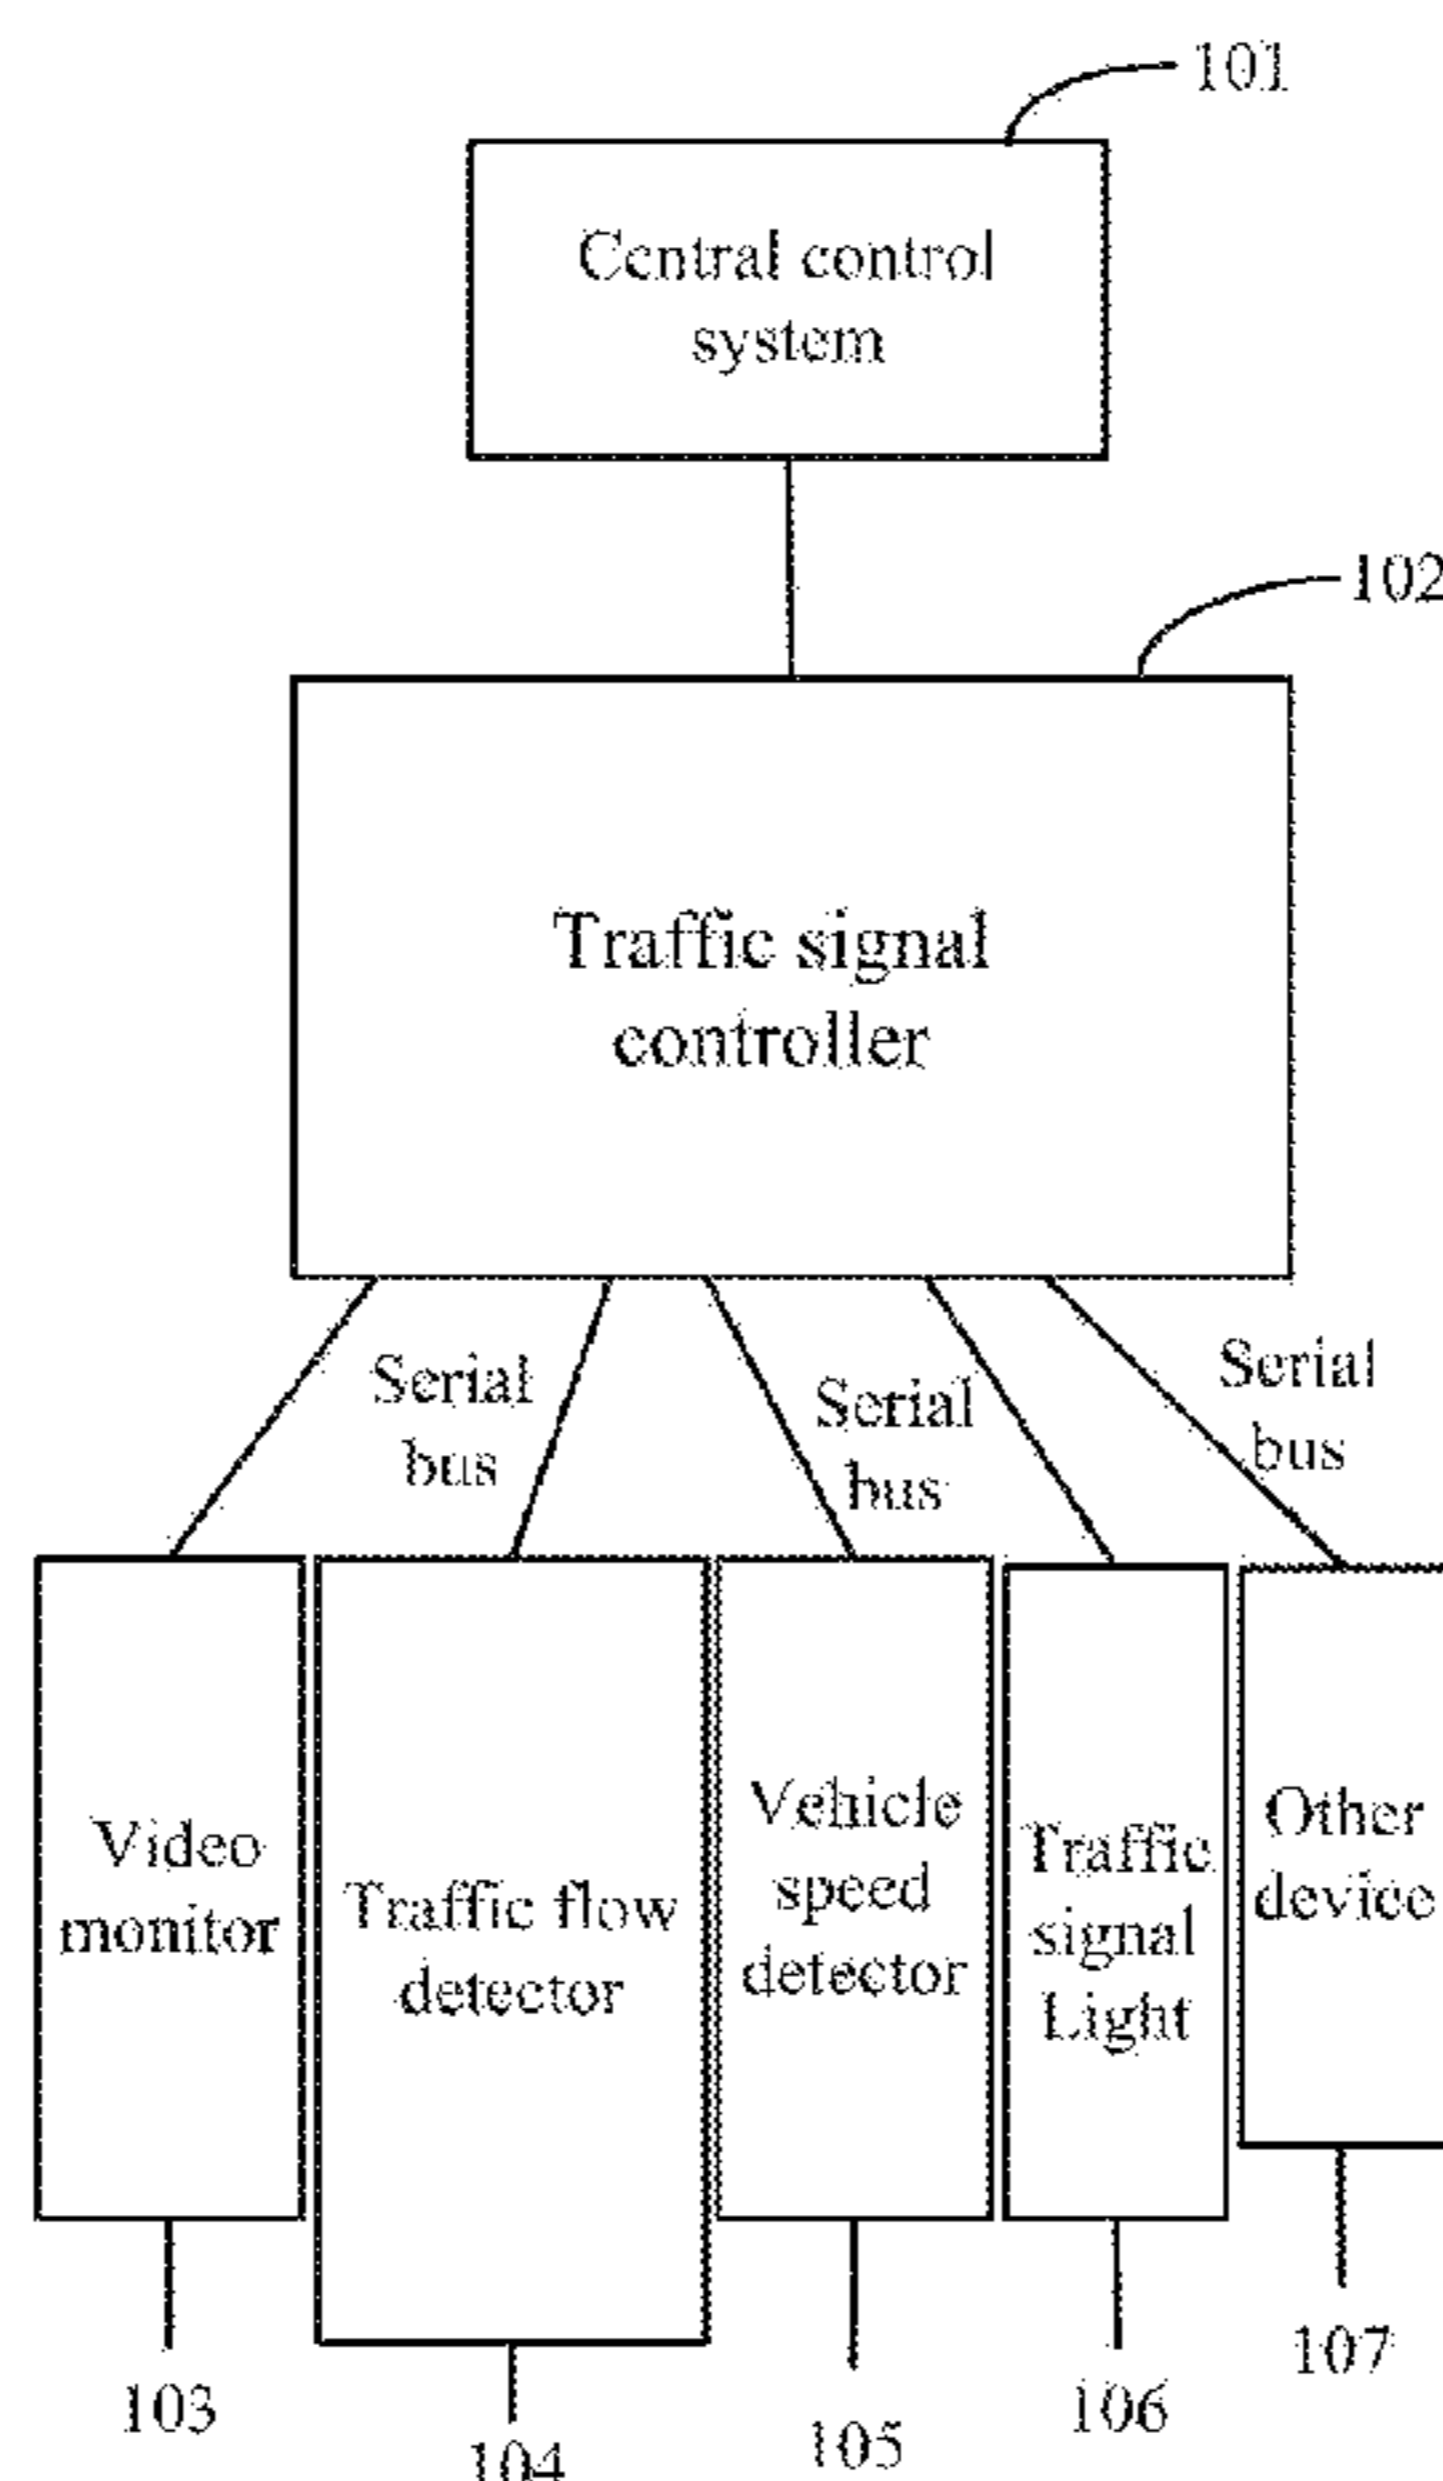 101
Central control
system
102
Traffic signal
controller
Serial
bus
Serial
bus
Serial
bus
Video
monitor
Traffic flow
detector
Vehicle
speed
detector
Traffic
signal
Light
Other
device
103
104
105
106
107